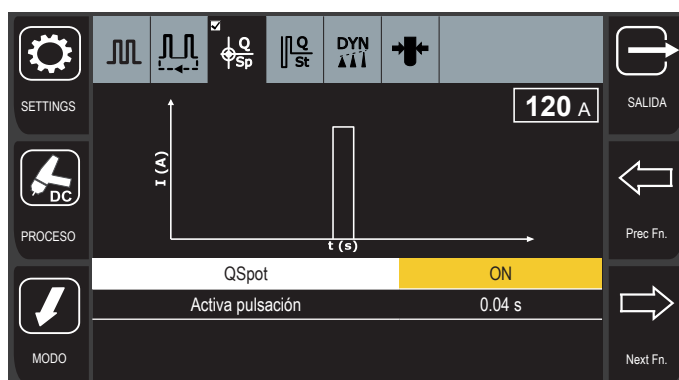 Q
Sp
Q
St
DYN
SETTINGS
120 A
SALIDA
I (A)
DC
PROCESO
t (s)
Prec Fn.
QSpot ON
Activa pulsación 0.04 s
MODO
Next Fn.